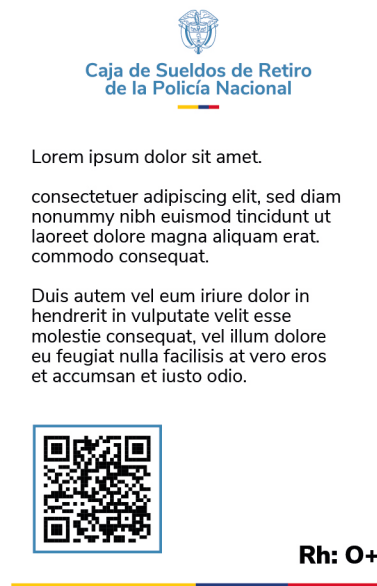 Caja de Sueldos de Retiro
de la Policía Nacional
Lorem ipsum dolor sit amet.
consectetuer adipiscing elit, sed diam
nonummy nibh euismod tincidunt ut
laoreet dolore magna aliquam erat.
commodo consequat.
Duis autem vel eum iriure dolor in
hendrerit in vulputate velit esse
molestie consequat, vel illum dolore
eu feugiat nulla facilisis at vero eros
et accumsan et iusto odio.
Rh: O+